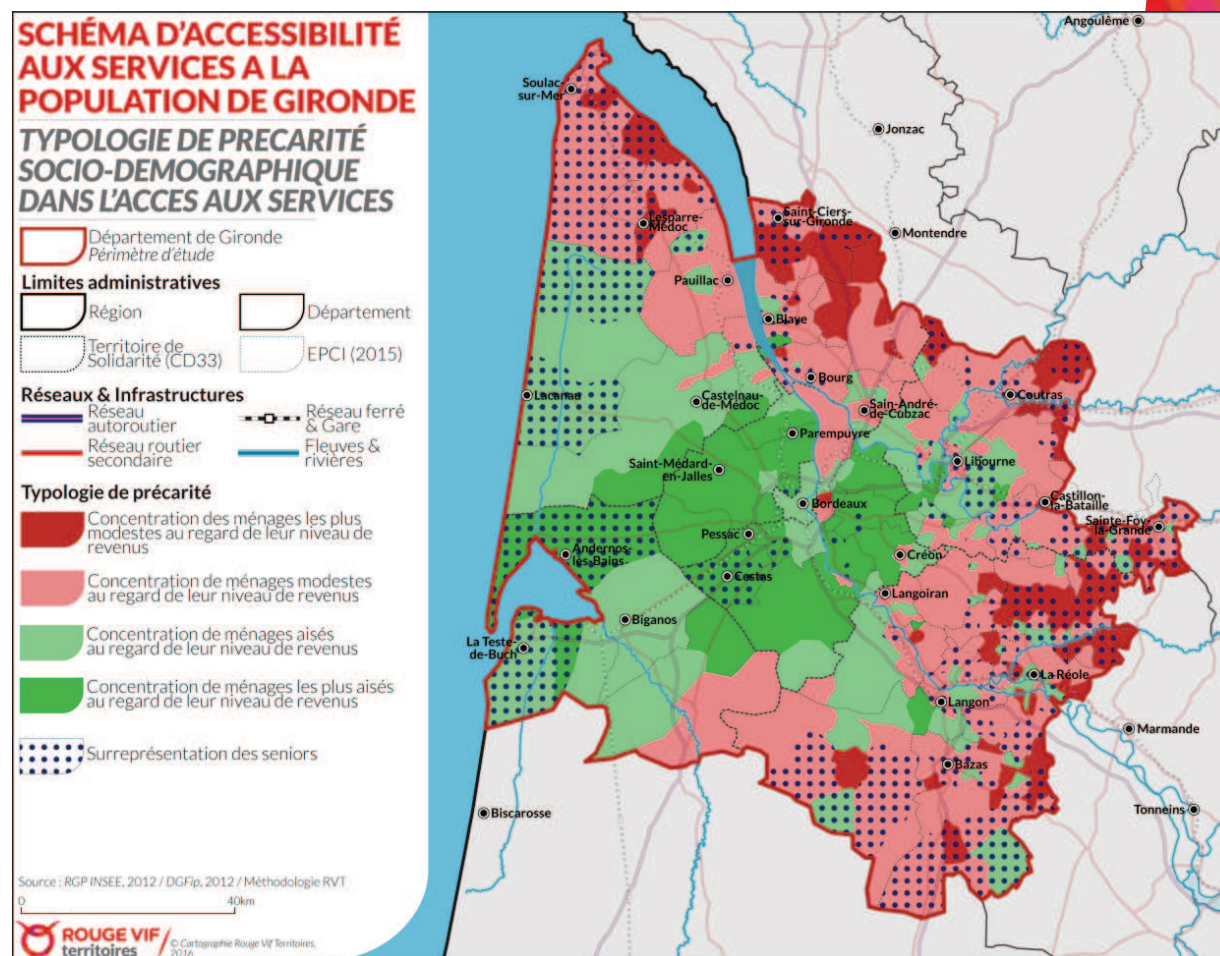 SCHÉMA D'ACCESSIBILITÉ
AUX SERVICES A LA
POPULATION DE GIRONDE
TYPOLOGIE DE PRECARITÉ
SOCIO-DEMOGRAPHIQUE
DANS L'ACCES AUX SERVICES
Département de Gironde
Périmètre d'étude
Limites administratives
Région
Département
Territoire de
Solidarité (CD33)
EPCI (2015)
Réseaux & Infrastructures
Réseau
autoroutier
Réseau ferré
& Gare
Réseau routier
secondaire
Fleuves &
rivières
Typologie de précarité
Concentration des ménages les plus
modestes au regard de leur niveau de
revenus
Concentration de ménages modestes
au regard de leur niveau de revenus
Concentration de ménages aisés
au regard de leur niveau de revenus
Concentration de ménages les plus aisés
au regard de leur niveau de revenus
Surreprésentation des seniors
Source : RGP INSEE, 2012 / DGFip, 2012 / Méthodologie RVT
0
40km
ROUGE VIF
territoires
© Cartographie Rouge Vif Territoires,
2016
Angoulême
Soulac-
sur-Mer
Jonzac
Lesparre-
Médoc
Saint-Ciers-
sur-Gironde
Montendre
Pauillac
Blaye
Bourg
Lacanau
Castelnau-
de-Médoc
Sain-André-
de-Cubzac
Coutras
Parempuyre
Saint-Médard-
en-Jalles
Libourne
Bordeaux
Castillon-
la-Bataille
Sainte-Foy-
la-Grande
Pessac
Andernos-
les-Bains
Créon
Cestas
Langoiran
Biganos
La Teste-
de-Buch
La Réole
Langon
Marmande
Bazas
Biscarosse
Tonneins